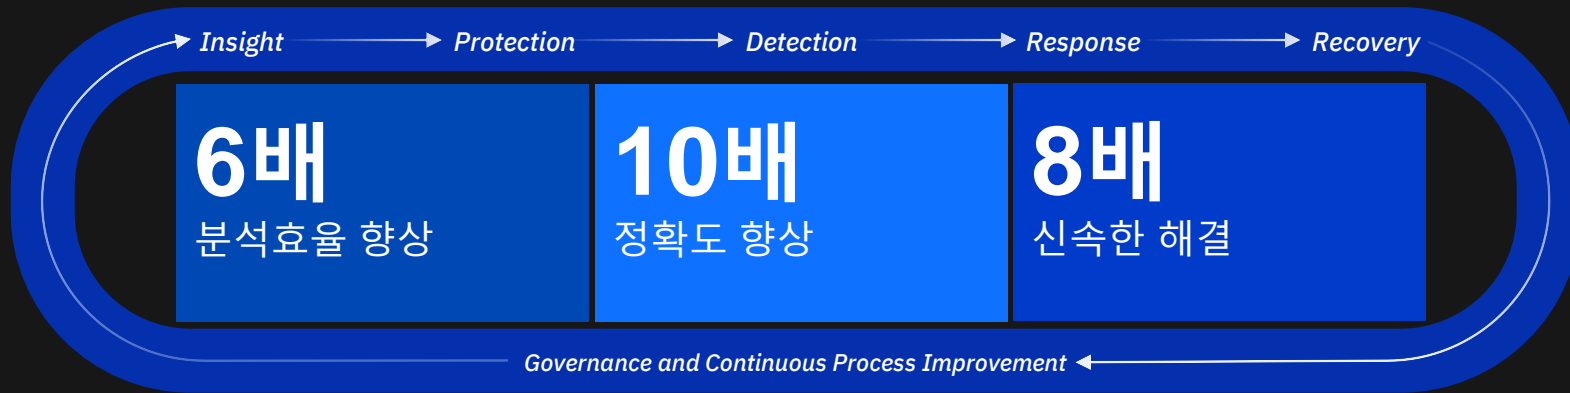 Insight Protection Detection Response Recovery
6배
분석효율 향상
10배
정확도 향상
8배
신속한 해결
Governance and Continuous Process Improvement